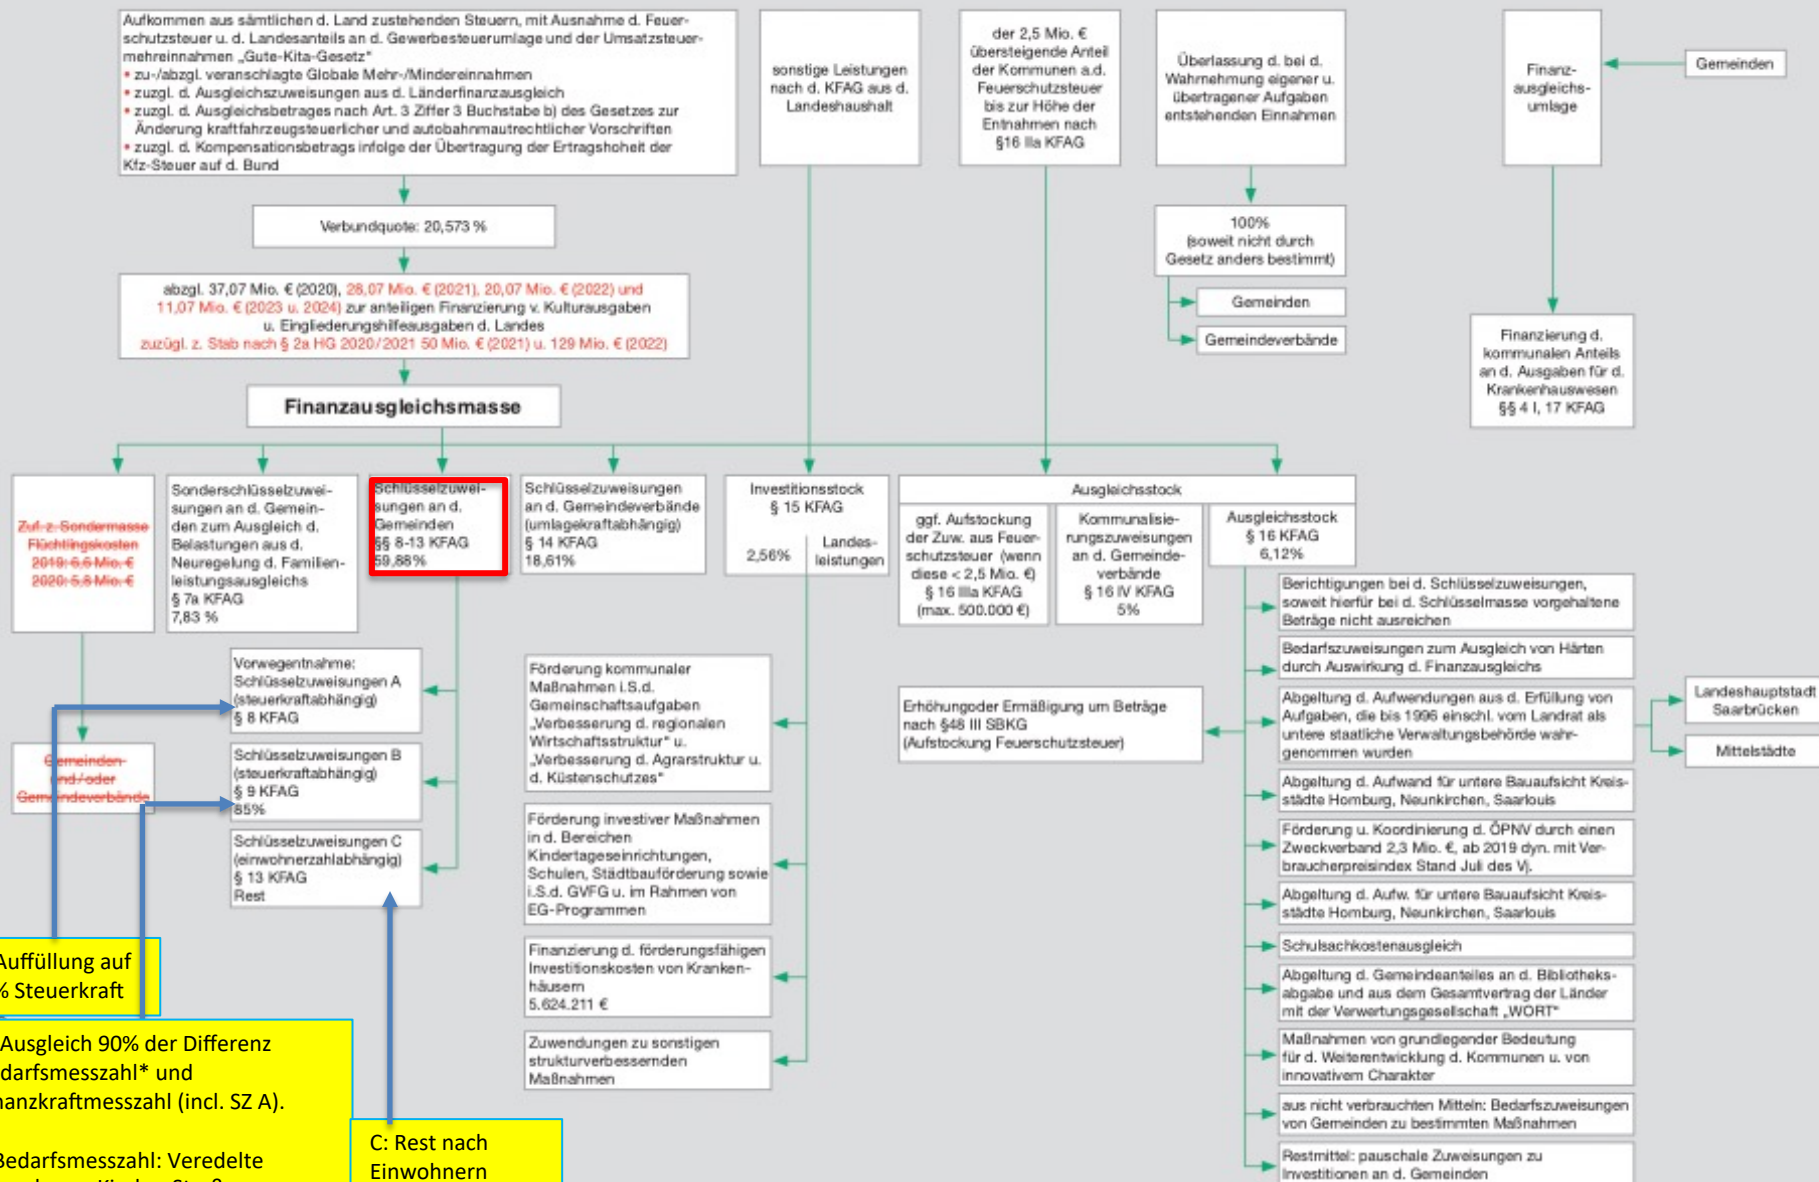 Aufkommen aus sämtlichen d. Land zustehenden Steuern, mit Ausnahme d. Feuer-
schutzsteuer u. d. Landesanteils an d. Gewerbesteuerumlage und der Umsatzsteuer-
mehreinnahmen „Gute-Kita-Gesetz"
• zu-/abzgl. veranschlagte Globale Mehr-/Mindereinnahmen
• zuzgl. d. Ausgleichszuweisungen aus d. Länderfinanzausgleich
• zuzgl. d. Ausgleichsbetrages nach Art. 3 Ziffer 3 Buchstabe b) des Gesetzes zur
Änderung kraftfahrzeugsteuerlicher und autobahnmautrechtlicher Vorschriften
• zuzgl. d. Kompensationsbetrags infolge der Übertragung der Ertragshoheit der
Kfz-Steuer auf d. Bund
sonstige Leistungen
nach d. KFAG aus d.
Landeshaushalt
der 2,5 Mio. €
übersteigende Anteil
der Kommunen a.d.
Feuerschutzsteuer
bis zur Höhe der
Entnahmen nach
§16 IIa KFAG
Überlassung d. bei d.
Wahrnehmung eigener u.
übertragener Aufgaben
entstehenden Einnahmen
Finanz-
ausgleichs-
umlage
Gemeinden
Verbundquote: 20,573 %
100%
(soweit nicht durch
Gesetz anders bestimmt)
Gemeinden
Gemeindeverbände
abzgl. 37,07 Mio. € (2020), 28,07 Mio. € (2021), 20,07 Mio. € (2022) und
11,07 Mio. € (2023 u. 2024) zur anteiligen Finanzierung v. Kulturausgaben
u. Eingliederungshilfeausgaben d. Landes
zuzügl. z. Stab nach § 2a HG 2020/2021 50 Mio. € (2021) u. 129 Mio. € (2022)
Finanzierung d.
kommunalen Anteils
an d. Ausgaben für d.
Krankenhauswesen
§§ 4 I, 17 KFAG
Finanzausgleichsmasse
Zuf. z. Sondermasse
Flüchtlingskosten
2019: 6,6 Mio. €
2020: 5,8 Mio. €
Sonderschlüsselzuwei-
sungen an d. Gemein-
den zum Ausgleich d.
Belastungen aus d.
Neuregelung d. Familien-
leistungsausgleichs
§ 7a KFAG
7,83 %
Schlüsselzuwei-
sungen an d.
Gemeinden
§§ 8-13 KFAG
59,88%
Schlüsselzuweisungen
an d. Gemeindeverbände
(umlagekraftabhängig)
§ 14 KFAG
18,61%
Investitionsstock
§ 15 KFAG
2,56%
Landes-
leistungen
Ausgleichsstock
ggf. Aufstockung
der Zuw. aus Feuer-
schutzsteuer (wenn
diese < 2,5 Mio. €)
§ 16 IIIa KFAG
(max. 500.000 €)
Kommunalisie-
rungszuweisungen
an d. Gemeinde-
verbände
§ 16 IV KFAG
5%
Ausgleichsstock
§ 16 KFAG
6,12%
Gemeinden
und/oder
Gemeindeverbände
Vorwegentnahme:
Schlüsselzuweisungen A
(steuerkraftabhängig)
§ 8 KFAG
Schlüsselzuweisungen B
(steuerkraftabhängig)
§ 9 KFAG
85%
Schlüsselzuweisungen C
(einwohnerzahlabhängig)
§ 13 KFAG
Rest
Förderung kommunaler
Maßnahmen i.S.d.
Gemeinschaftsaufgaben
„Verbesserung d. regionalen
Wirtschaftsstruktur" u.
„Verbesserung d. Agrarstruktur u.
d. Küstenschutzes"
Förderung investiver Maßnahmen
in d. Bereichen
Kindertageseinrichtungen,
Schulen, Städtbauförderung sowie
i.S.d. GVFG u. im Rahmen von
EG-Programmen
Finanzierung d. förderungsfähigen
Investitionskosten von Kranken-
häusern
5.624.211 €
Zuwendungen zu sonstigen
strukturverbessernden
Maßnahmen
Erhöhungoder Ermäßigung um Beträge
nach §48 III SBKG
(Aufstockung Feuerschutzsteuer)
Berichtigungen bei d. Schlüsselzuweisungen,
soweit hierfür bei d. Schlüsselmasse vorgehaltene
Beträge nicht ausreichen
Bedarfszuweisungen zum Ausgleich von Härten
durch Auswirkung d. Finanzausgleichs
Abgeltung d. Aufwendungen aus d. Erfüllung von
Aufgaben, die bis 1996 einschl. vom Landrat als
untere staatliche Verwaltungsbehörde wahr-
genommen wurden
Landeshauptstadt
Saarbrücken
Mittelstädte
Abgeltung d. Aufwand für untere Bauaufsicht Kreis-
städte Homburg, Neunkirchen, Saarlouis
Förderung u. Koordinierung d. ÖPNV durch einen
Zweckverband 2,3 Mio. €, ab 2019 dyn. mit Ver-
braucherpreisindex Stand Juli des Vj.
Abgeltung d. Aufw. für untere Bauaufsicht Kreis-
städte Homburg, Neunkirchen, Saarlouis
Schulsachkostenausgleich
Abgeltung d. Gemeindeanteiles an d. Bibliotheks-
abgabe und aus dem Gesamtvertrag der Länder
mit der Verwertungsgesellschaft „WORT"
Maßnahmen von grundlegender Bedeutung
für d. Weiterentwicklung d. Kommunen u. von
innovativem Charakter
aus nicht verbrauchten Mitteln: Bedarfszuweisungen
von Gemeinden zu bestimmten Maßnahmen
Restmittel: pauschale Zuweisungen zu
Investitionen an d. Gemeinden
Auffüllung auf
% Steuerkraft
Ausgleich 90% der Differenz
darfsmesszahl* und
nanzkraftmesszahl (incl. SZ A).
Bedarfsmesszahl: Veredelte
C: Rest nach
Einwohnern